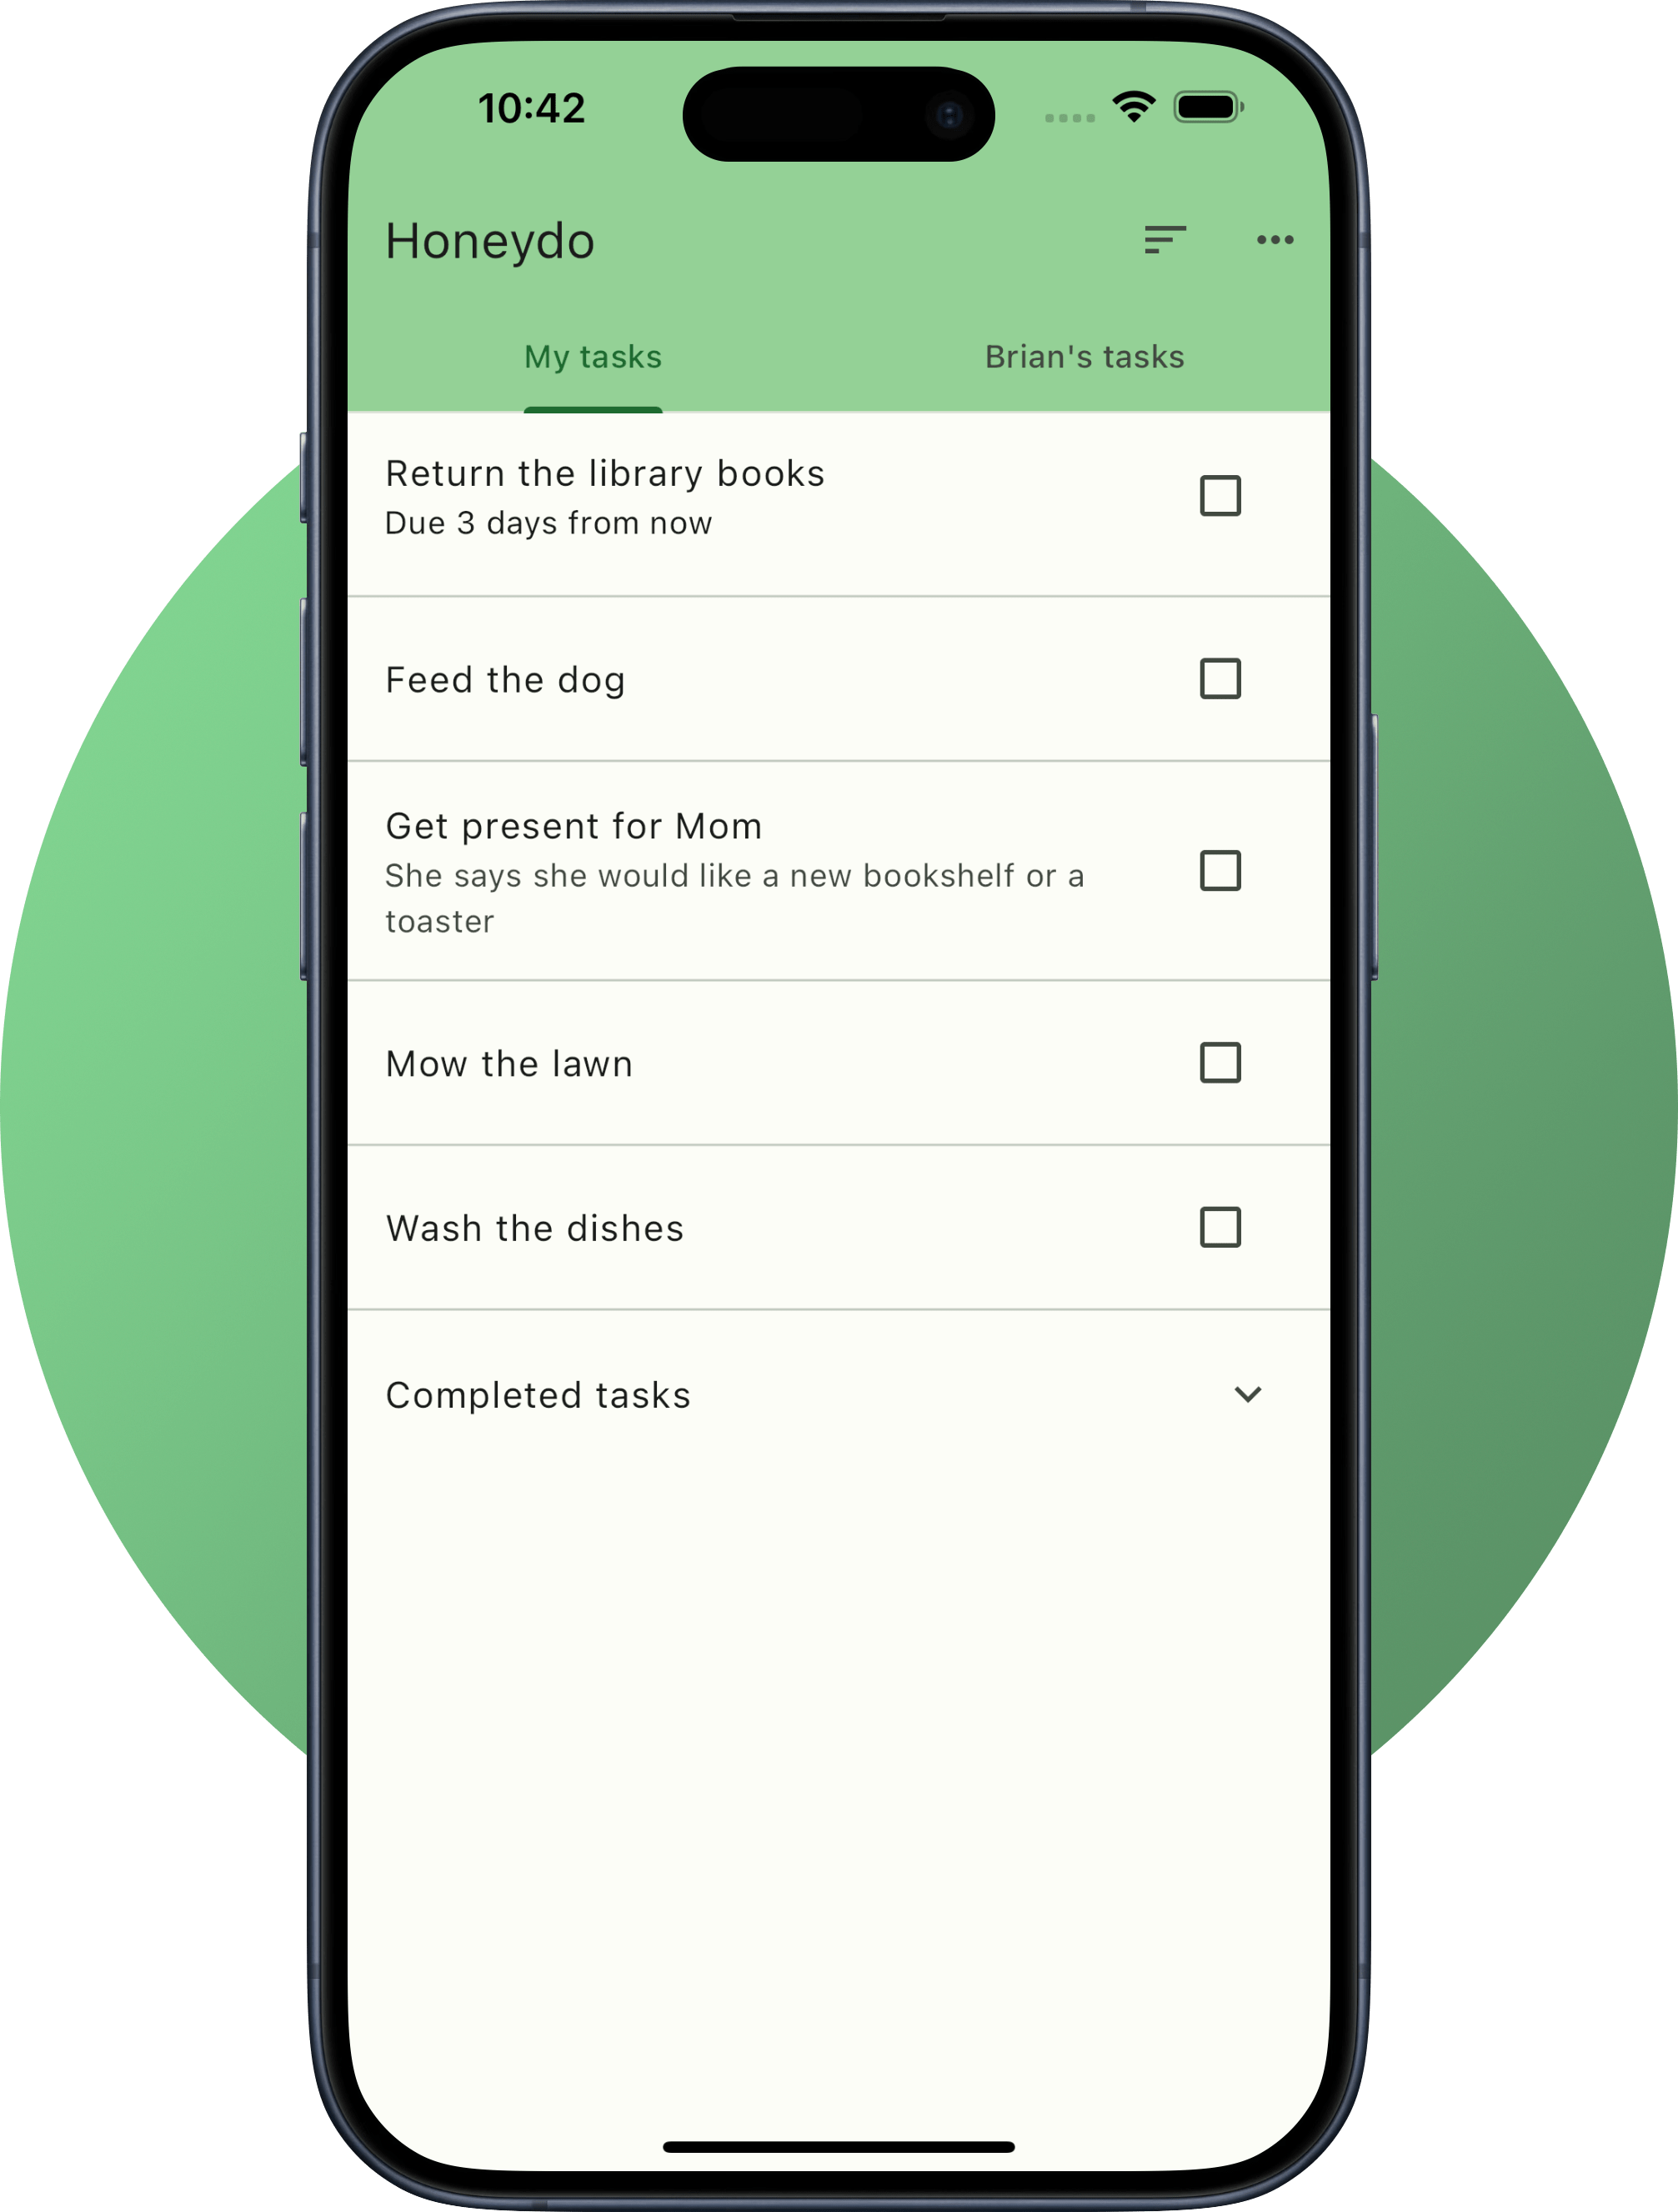 10:42
Honeydo
My tasks
Brian's tasks
Return the library books
Due 3 days from now
Feed the dog
Get present for Mom
She says she would like a new bookshelf or a
toaster
Mow the lawn
Wash the dishes
Completed tasks